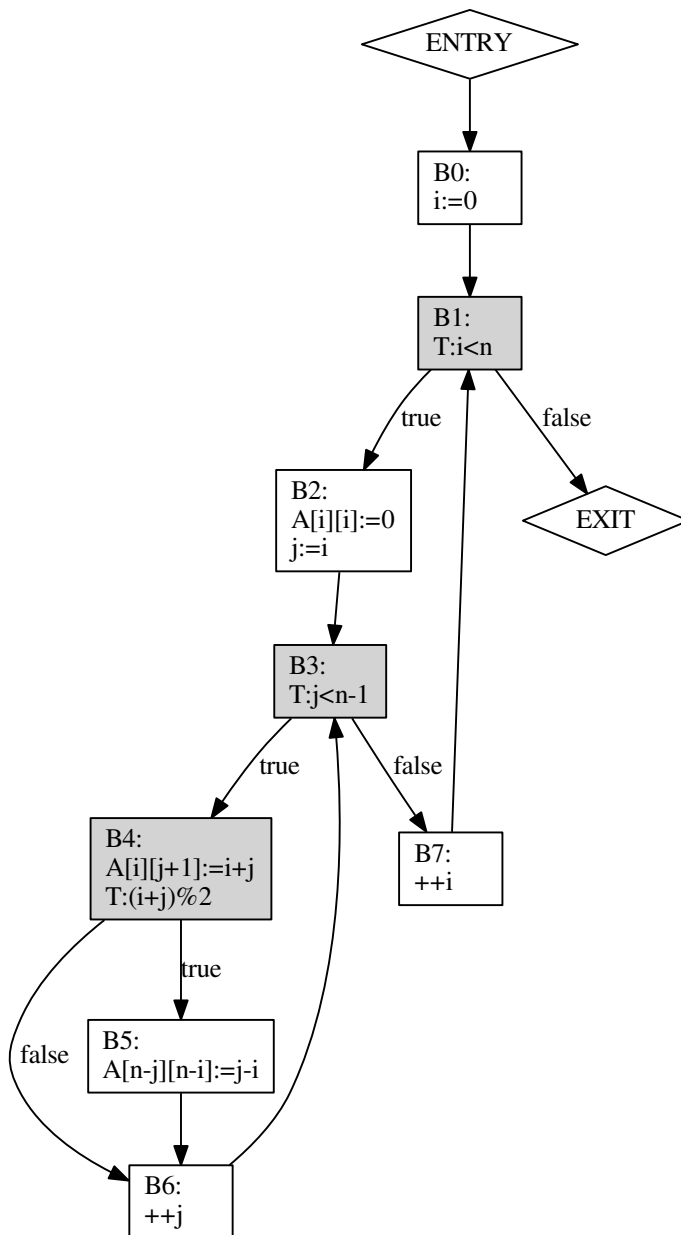 ENTRY
B0:
i:=0
B1:
T:i<n
true
false
B2:
A[i][i]:=0
j:=i
EXIT
B3:
T:j<n-1
true
false
B4:
A[i][j+1]:=i+j
T:(i+j)%2
B7:
++i
true
false
B5:
A[n-j][n-i]:=j-i
B6:
++j